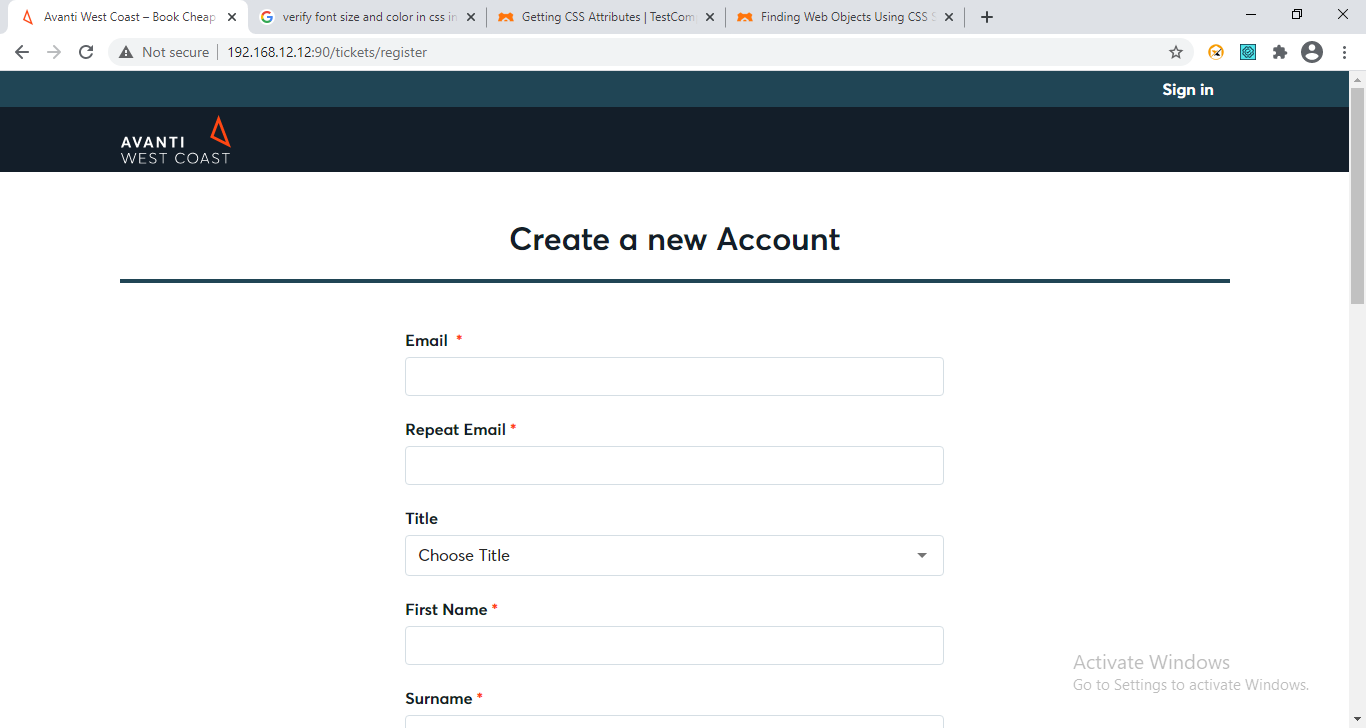 Avanti West Coast – Book Cheap
verify font size and color in css in
Getting CSS Attributes | TestCom
Finding Web Objects Using CSS S
Not secure
192.168.12.12:90/tickets/register
Sign in
AVANTI
WEST COAST
Create a new Account
Email *
Repeat Email *
Title
Choose Title
First Name *
Surname *
Activate Windows
Go to Settings to activate Windows.